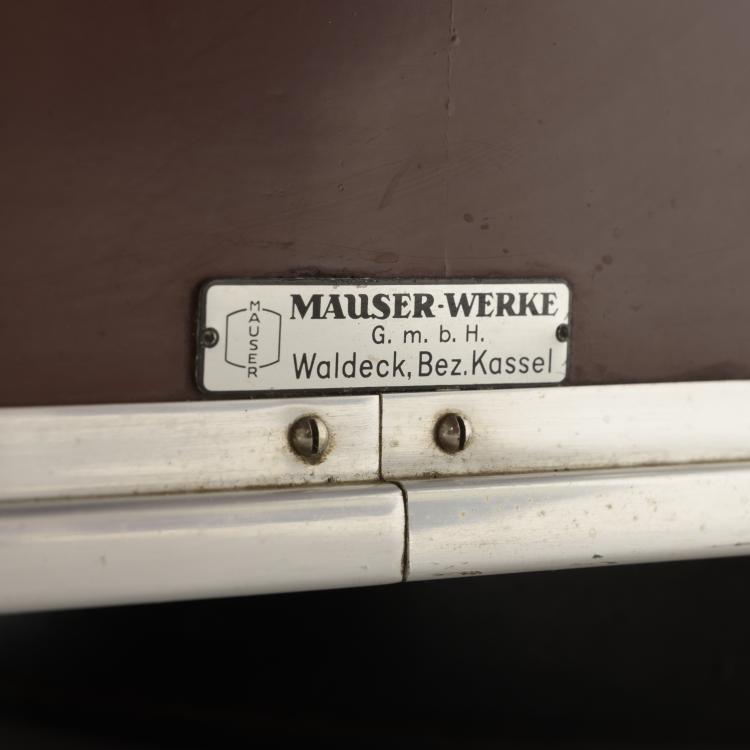 MAUSER
MAUSER-WERKE
G. m. b. H.
Waldeck, Bez. Kassel